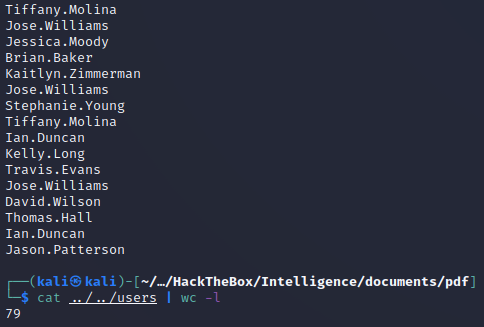 Tiffany.Molina
Jose.Williams
Jessica.Moody
Brian.Baker
Kaitlyn.Zimmerman
Jose.Williams
Stephanie.Young
Tiffany.Molina
Ian.Duncan
Kelly.Long
Travis.Evans
Jose.Williams
David.Wilson
Thomas.Hall
Ian.Duncan
Jason.Patterson
┌──(kali㉿kali)-[~/…/HackTheBox/Intelligence/documents/pdf]
└─$ cat ../../users | wc -l
79